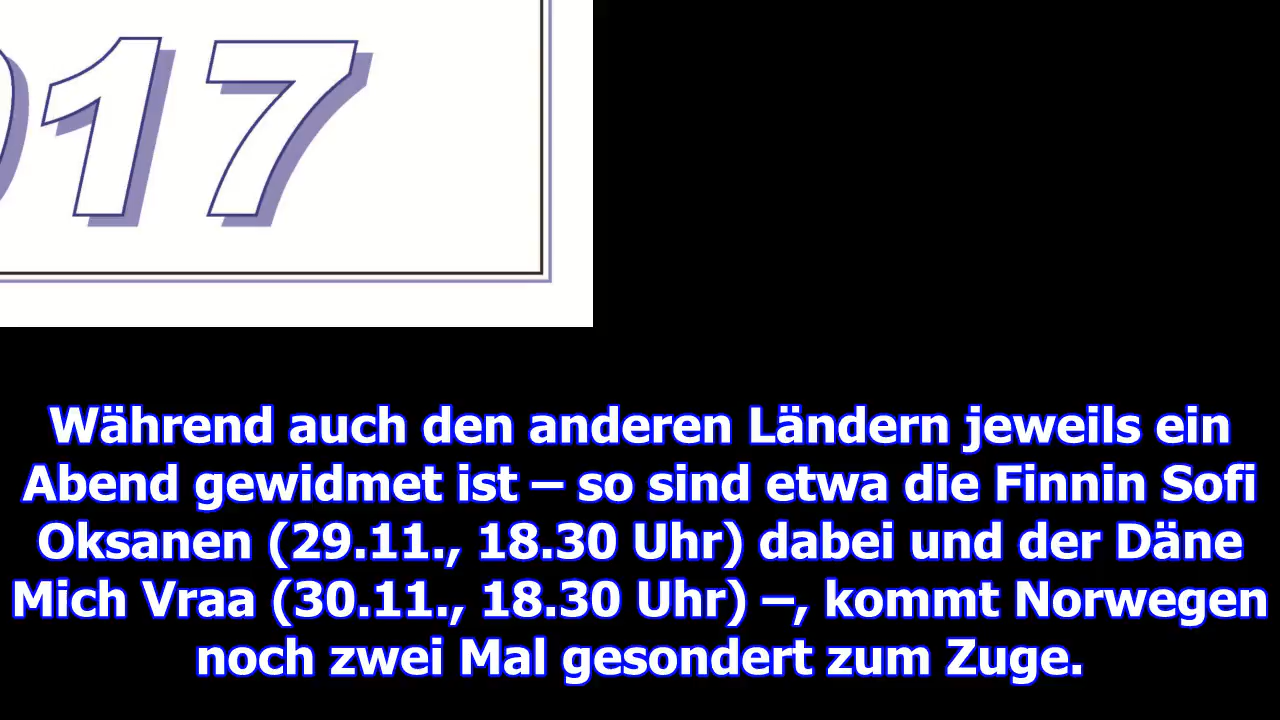 017
Während auch den anderen Ländern jeweils ein
Abend gewidmet ist – so sind etwa die Finnin Sofi
Oksanen (29.11., 18.30 Uhr) dabei und der Däne
Mich Vraa (30.11., 18.30 Uhr) –, kommt Norwegen
noch zwei Mal gesondert zum Zuge.